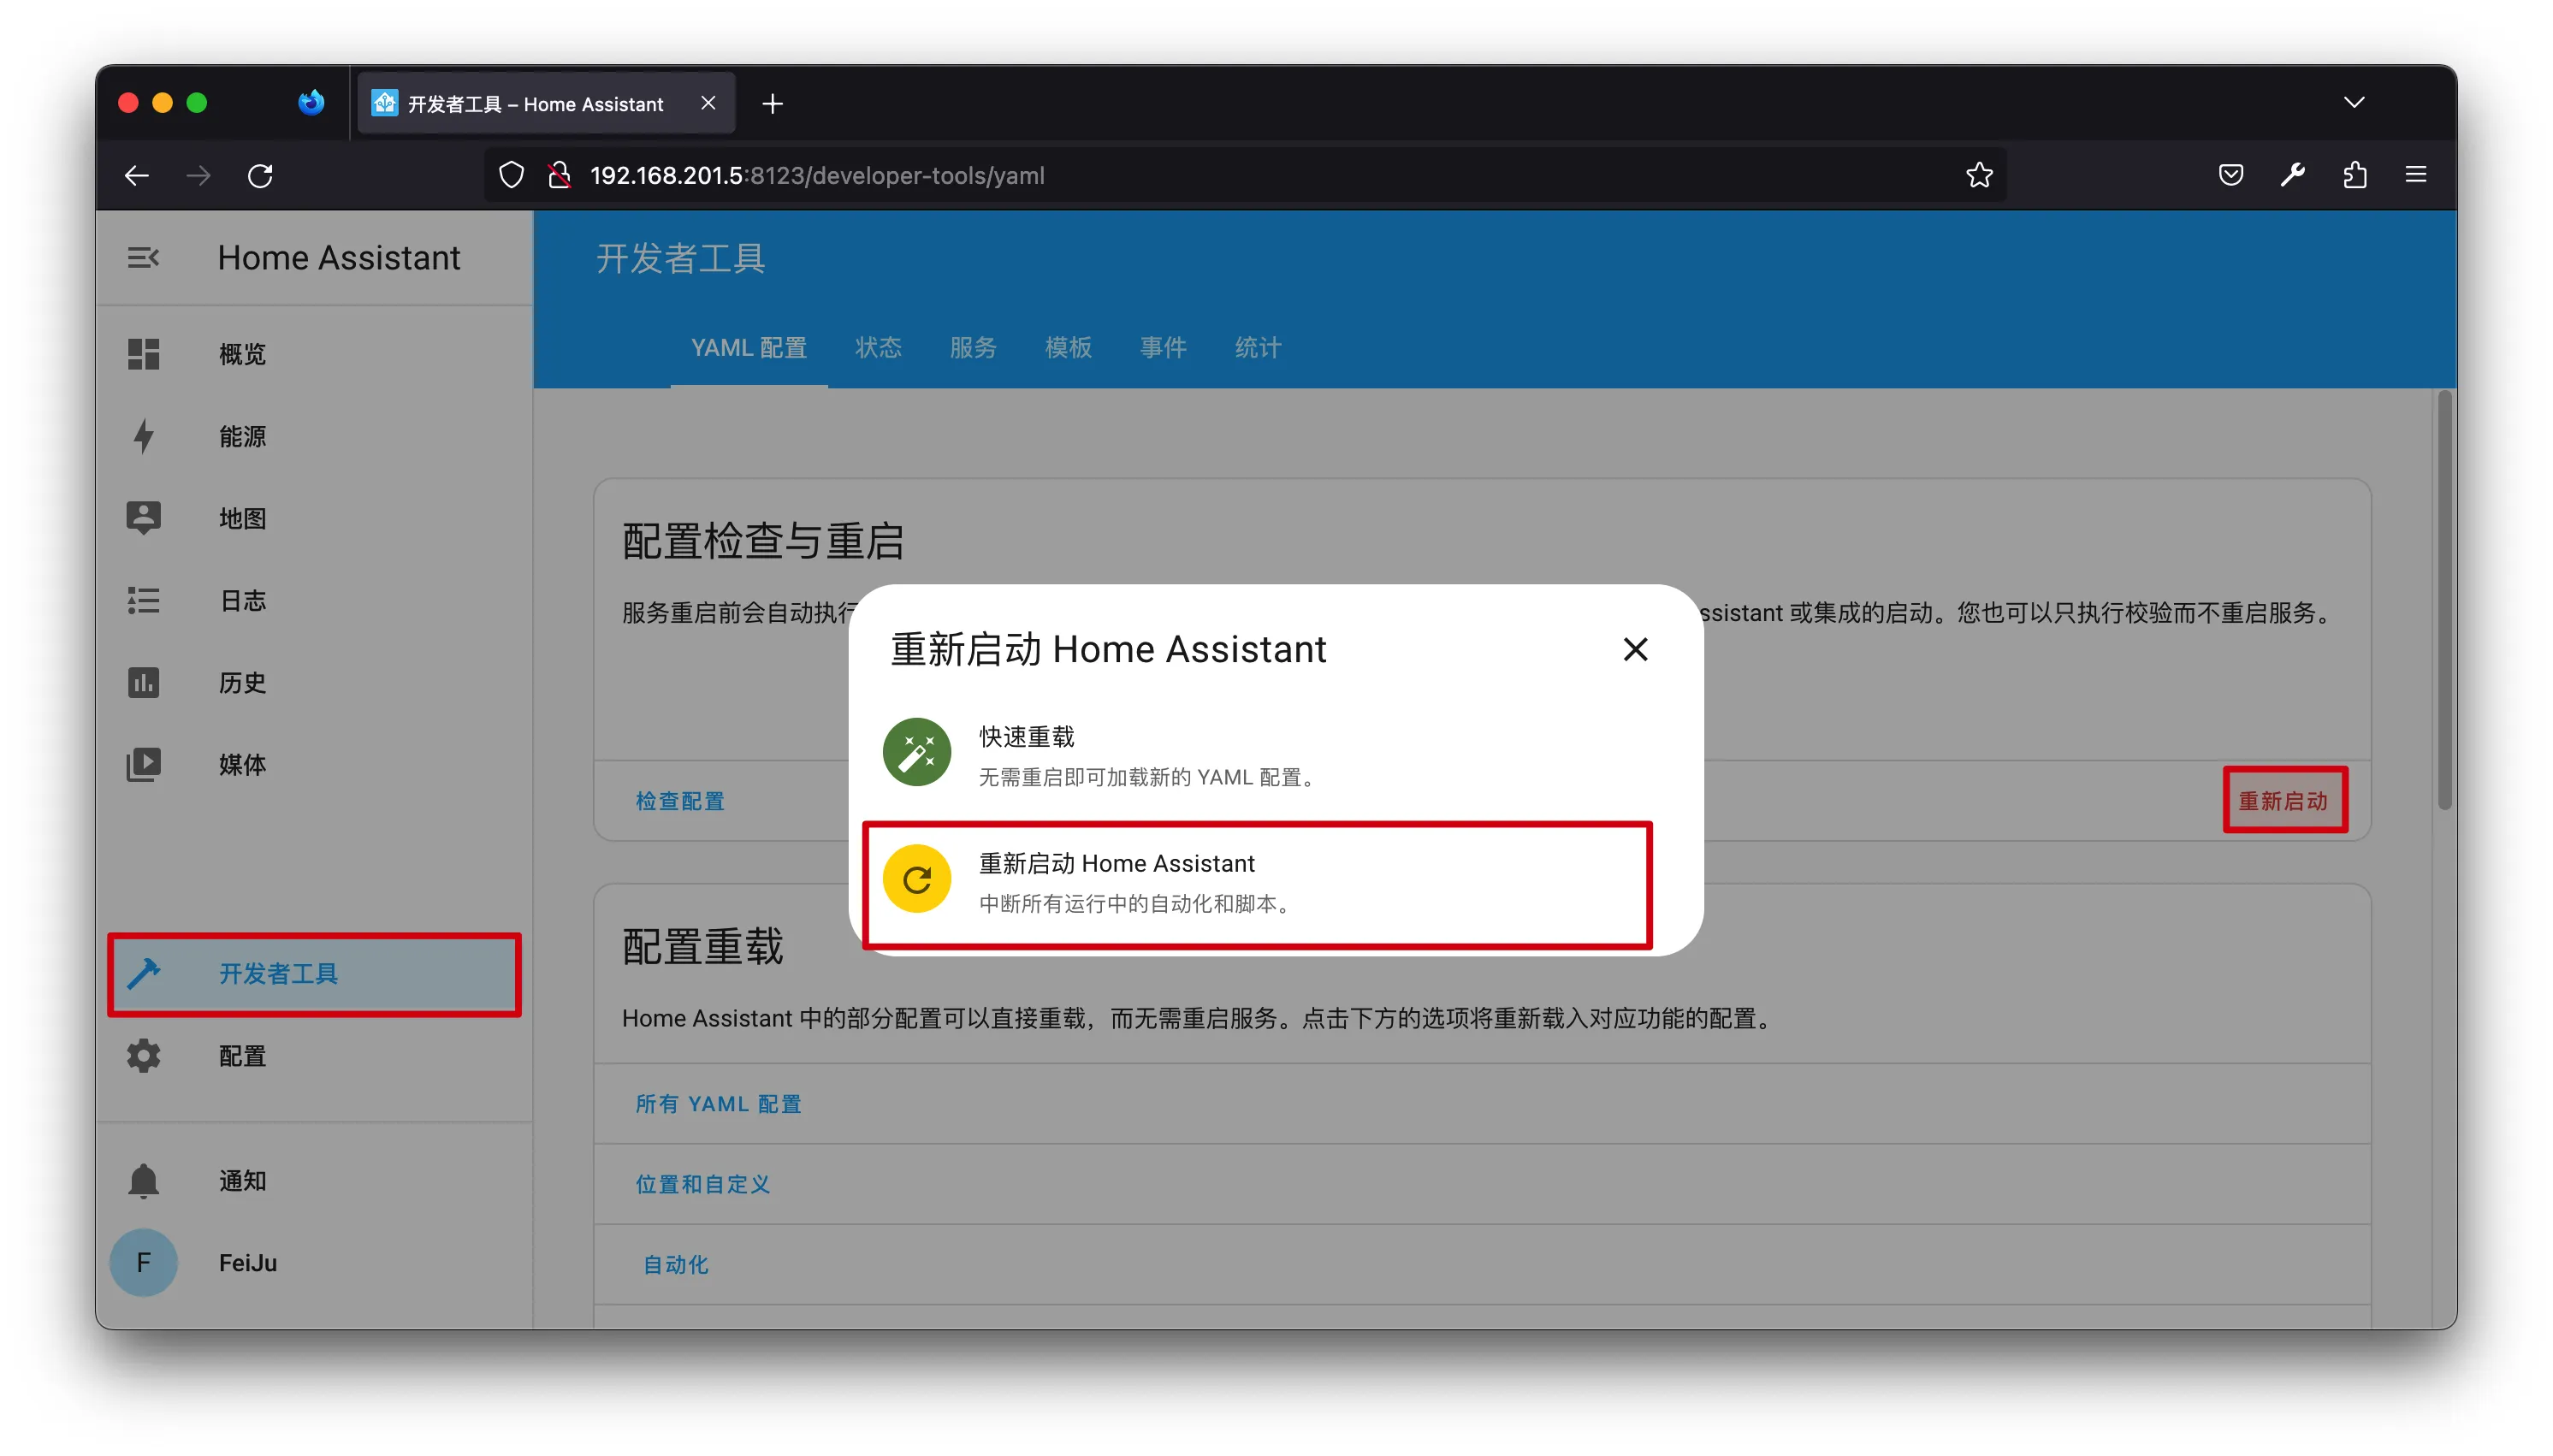 开发者工具 – Home Assistant
192.168.201.5:8123/developer-tools/yaml
Home Assistant
概览
能源
地图
日志
历史
媒体
开发者工具
配置
通知
F
FeiJu
开发者工具
YAML 配置 状态 服务 模板 事件 统计
配置检查与重启
服务重启前会自动执行
ssistant 或集成的启动。您也可以只执行校验而不重启服务。
检查配置
重新启动
重新启动 Home Assistant
快速重载
无需重启即可加载新的 YAML 配置。
重新启动 Home Assistant
中断所有运行中的自动化和脚本。
配置重载
Home Assistant 中的部分配置可以直接重载，而无需重启服务。点击下方的选项将重新载入对应功能的配置。
所有 YAML 配置
位置和自定义
自动化